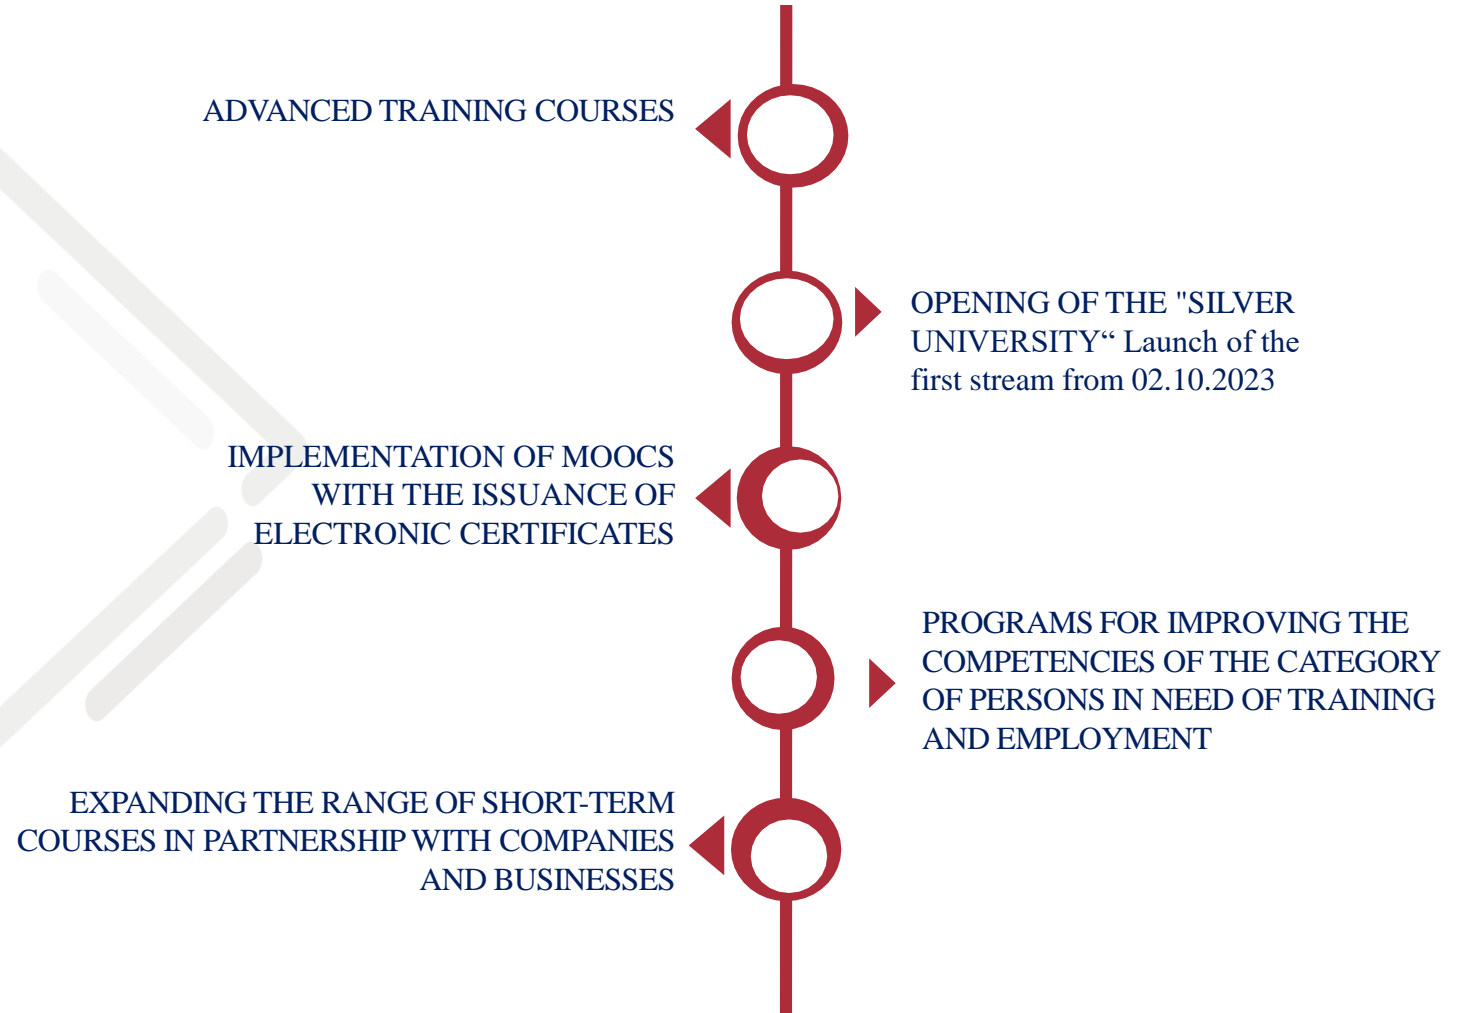 ADVANCED TRAINING COURSES
OPENING OF THE "SILVER
UNIVERSITY“ Launch of the
first stream from 02.10.2023
IMPLEMENTATION OF MOOCS
WITH THE ISSUANCE OF
ELECTRONIC CERTIFICATES
PROGRAMS FOR IMPROVING THE
COMPETENCIES OF THE CATEGORY
OF PERSONS IN NEED OF TRAINING
AND EMPLOYMENT
EXPANDING THE RANGE OF SHORT-TERM
COURSES IN PARTNERSHIP WITH COMPANIES
AND BUSINESSES